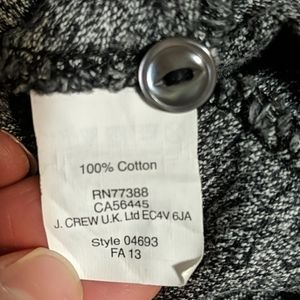 100% Cotton
RN77388
CA56445
J. CREW U.K. Ltd EC4V 6JA
Style 04693
FA 13